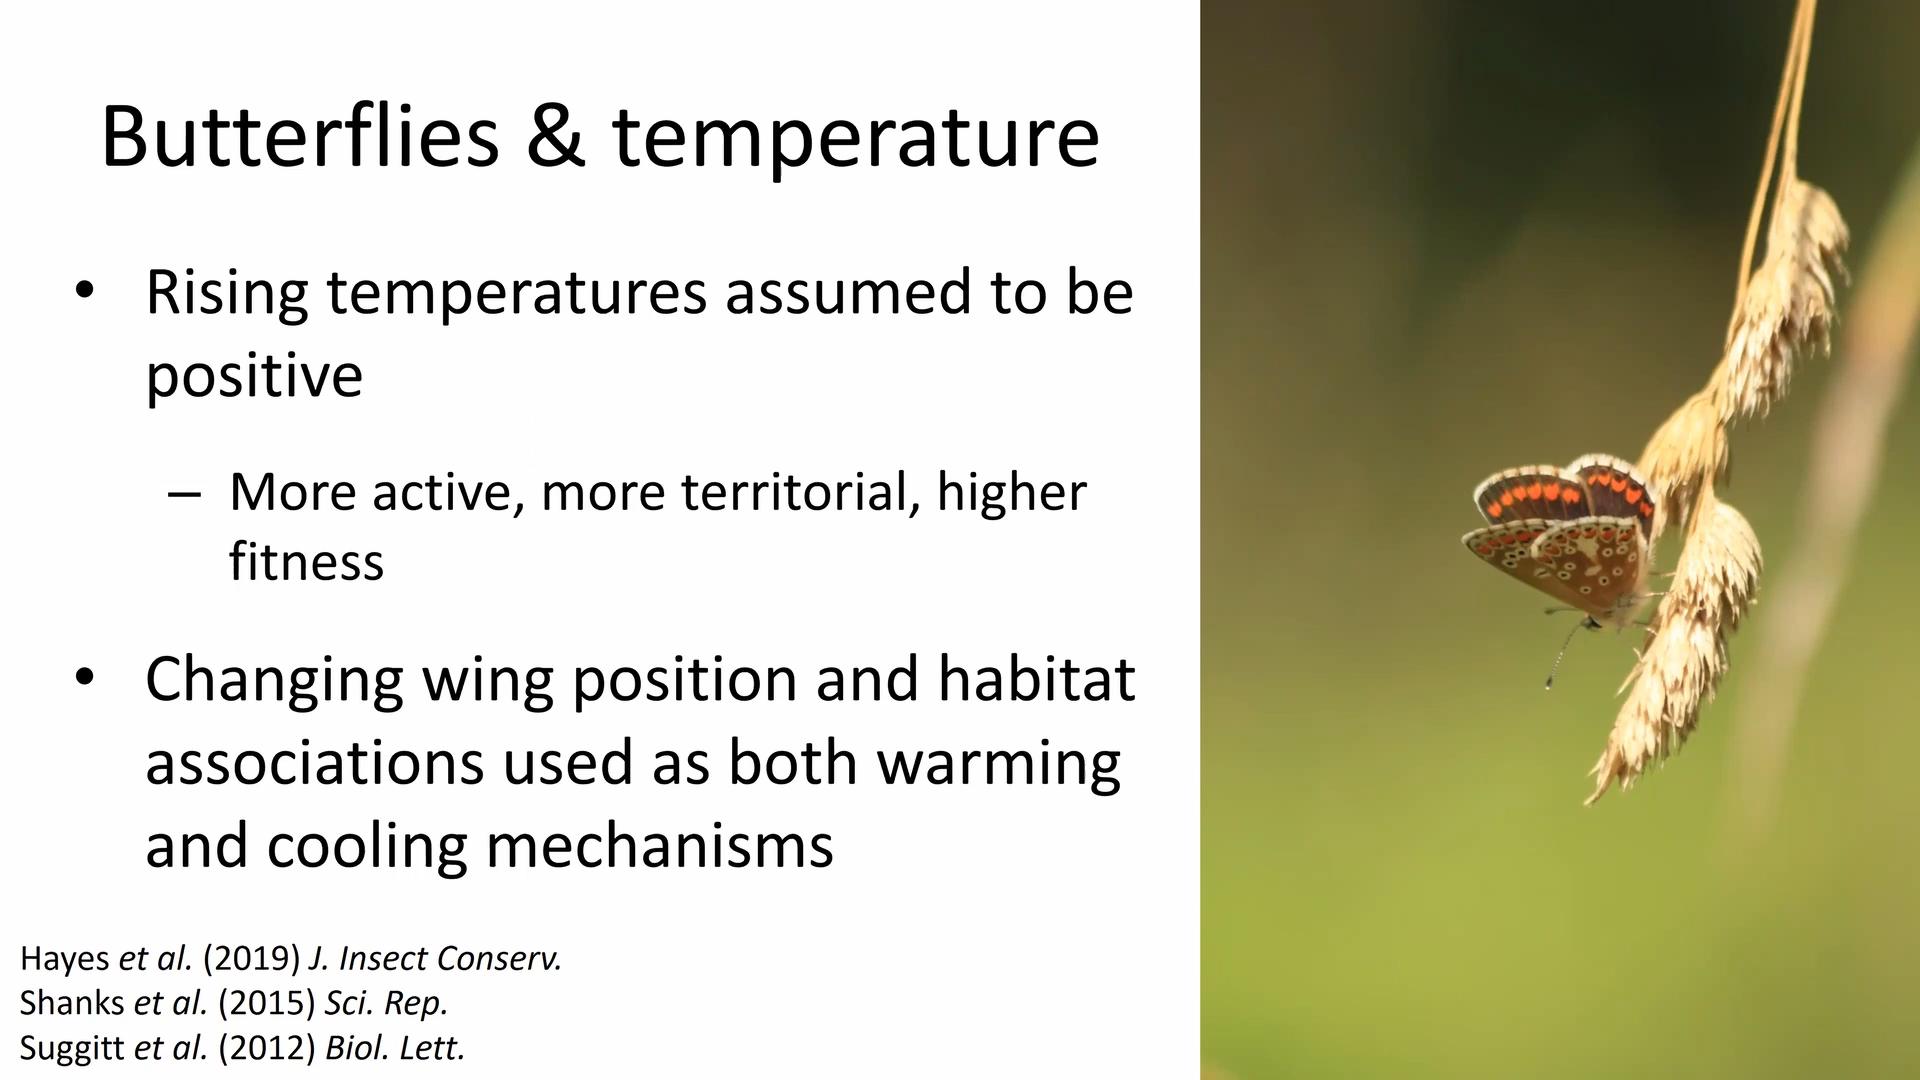 Butterflies & temperature
• Rising temperatures assumed to be
positive
– More active, more territorial, higher
fitness
• Changing wing position and habitat
associations used as both warming
and cooling mechanisms
Hayes et al. (2019) J. Insect Conserv.
Shanks et al. (2015) Sci. Rep.
Suggitt et al. (2012) Biol. Lett.